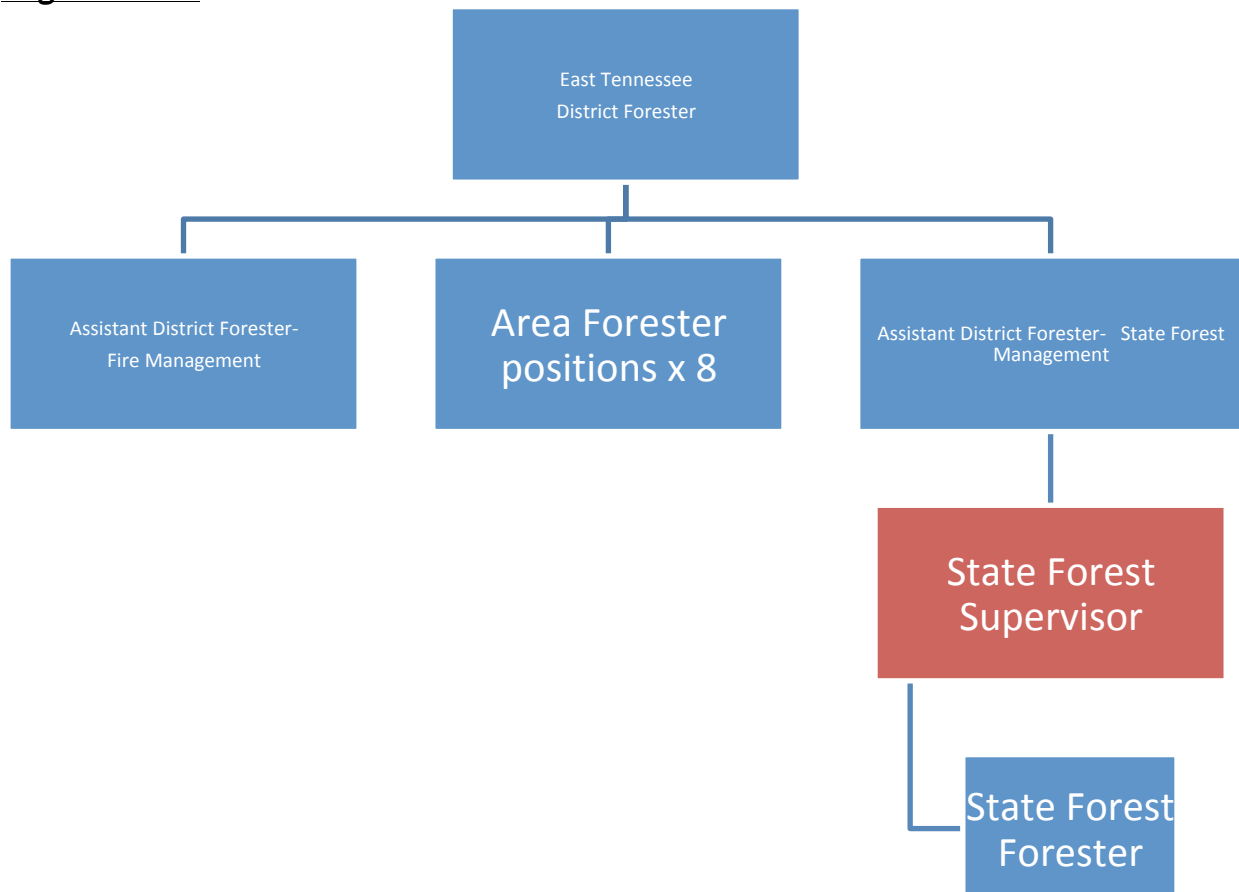 East Tennessee
District Forester
Assistant District Forester-
Fire Management
Area Forester
positions x 8
Assistant District Forester- State Forest
Management
State Forest
Supervisor
State Forest
Forester